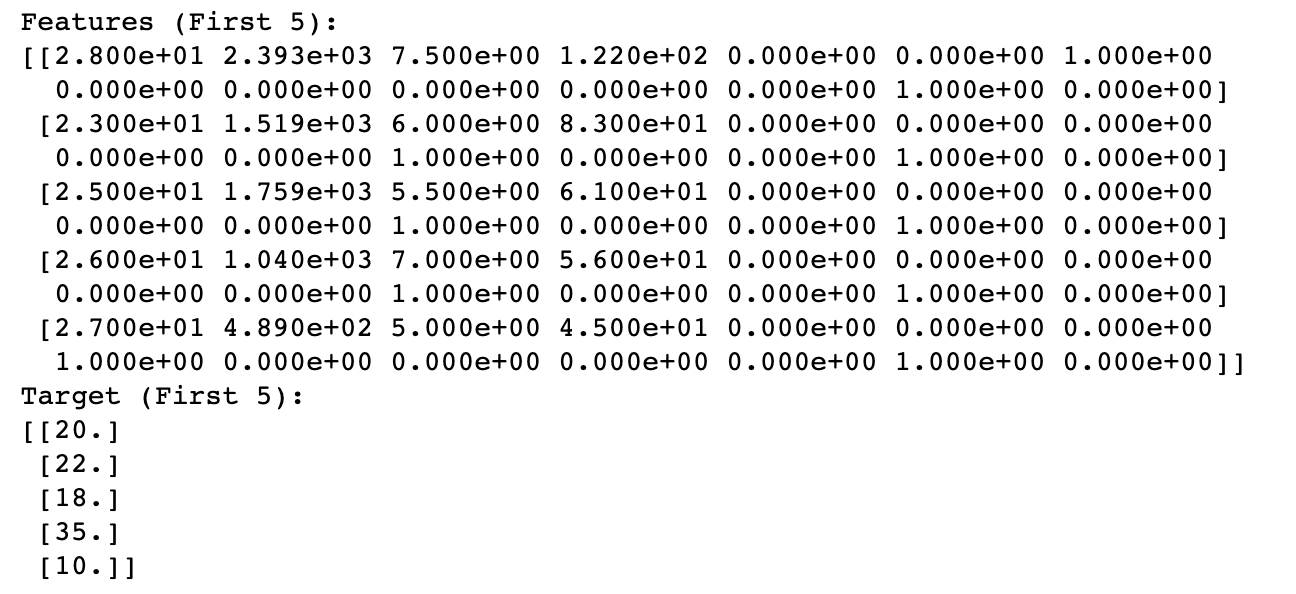 Features (First 5):
[[2.800e+01 2.393e+03 7.500e+00 1.220e+02 0.000e+00 0.000e+00 1.000e+00
0.000e+00 0.000e+00 0.000e+00 0.000e+00 0.000e+00 1.000e+00 0.000e+00]
[2.300e+01 1.519e+03 6.000e+00 8.300e+01 0.000e+00 0.000e+00 0.000e+00
0.000e+00 0.000e+00 1.000e+00 0.000e+00 0.000e+00 1.000e+00 0.000e+00]
[2.500e+01 1.759e+03 5.500e+00 6.100e+01 0.000e+00 0.000e+00 0.000e+00
0.000e+00 0.000e+00 1.000e+00 0.000e+00 0.000e+00 1.000e+00 0.000e+00]
[2.600e+01 1.040e+03 7.000e+00 5.600e+01 0.000e+00 0.000e+00 0.000e+00
0.000e+00 0.000e+00 1.000e+00 0.000e+00 0.000e+00 1.000e+00 0.000e+00]
[2.700e+01 4.890e+02 5.000e+00 4.500e+01 0.000e+00 0.000e+00 0.000e+00
1.000e+00 0.000e+00 0.000e+00 0.000e+00 0.000e+00 1.000e+00 0.000e+00]]
Target (First 5):
[[20.]
[22.]
[18.]
[35.]
[10.]]